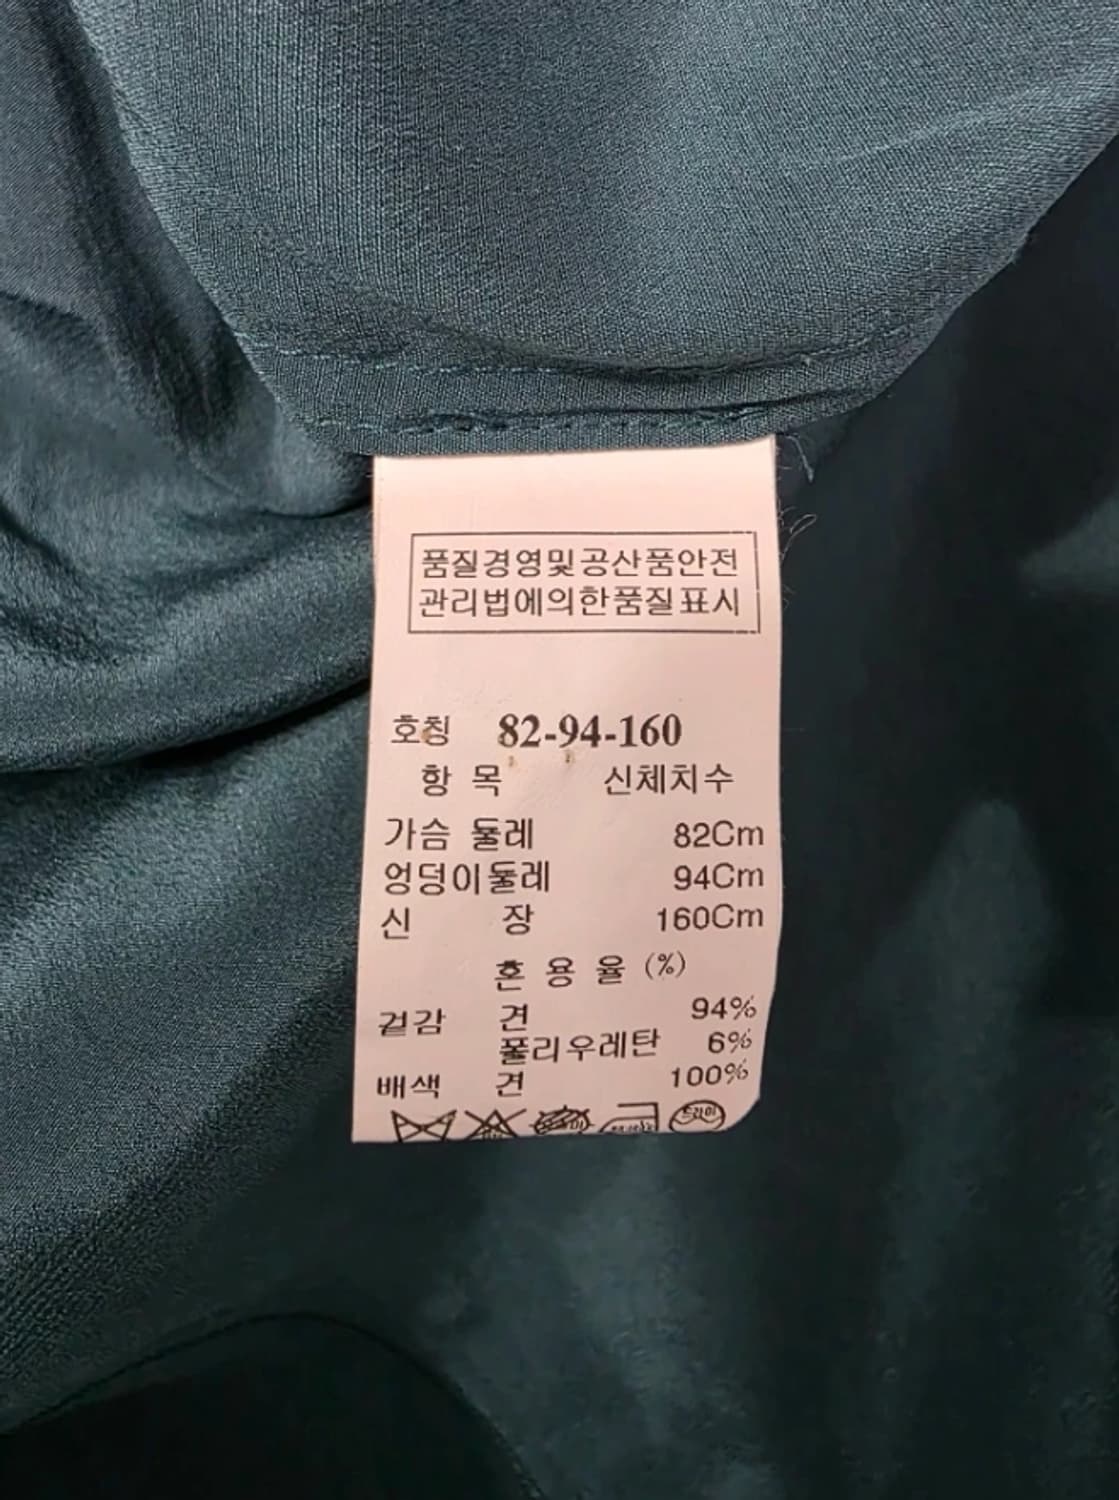 품질경영및공산품안전
관리법에의한품질표시
호칭 82-94-160
항 목 신체치수
가슴 둘레 82Cm
엉덩이둘레 94Cm
신 장 160Cm
혼 용 율 (%)
겉감 견 94%
폴리우레탄 6%
배색 견 100%
드라이